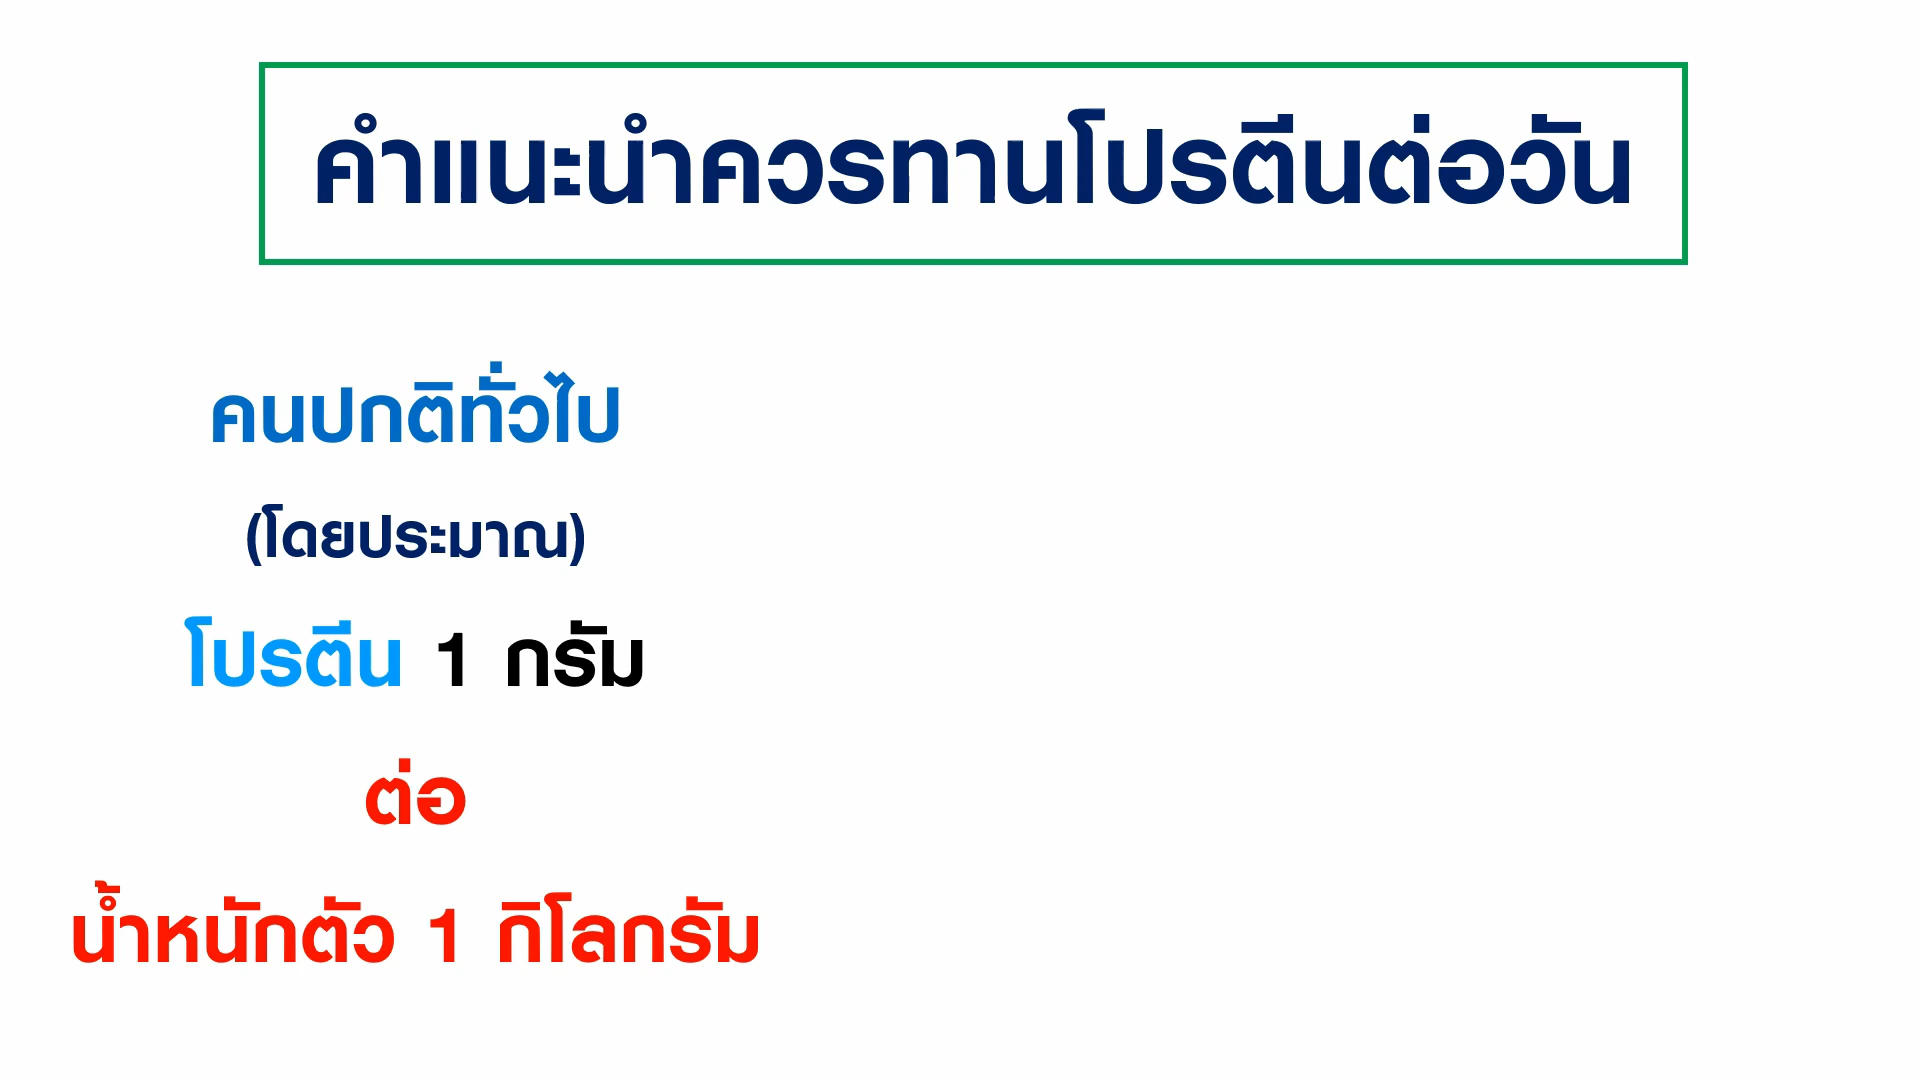 คำแนะนำควรทานโปรตีนต่อวัน
คนปกติทั่วไป
(โดยประมาณ)
โปรตีน 1 กรัม
ต่อ
น้ำหนักตัว 1 กิโลกรัม